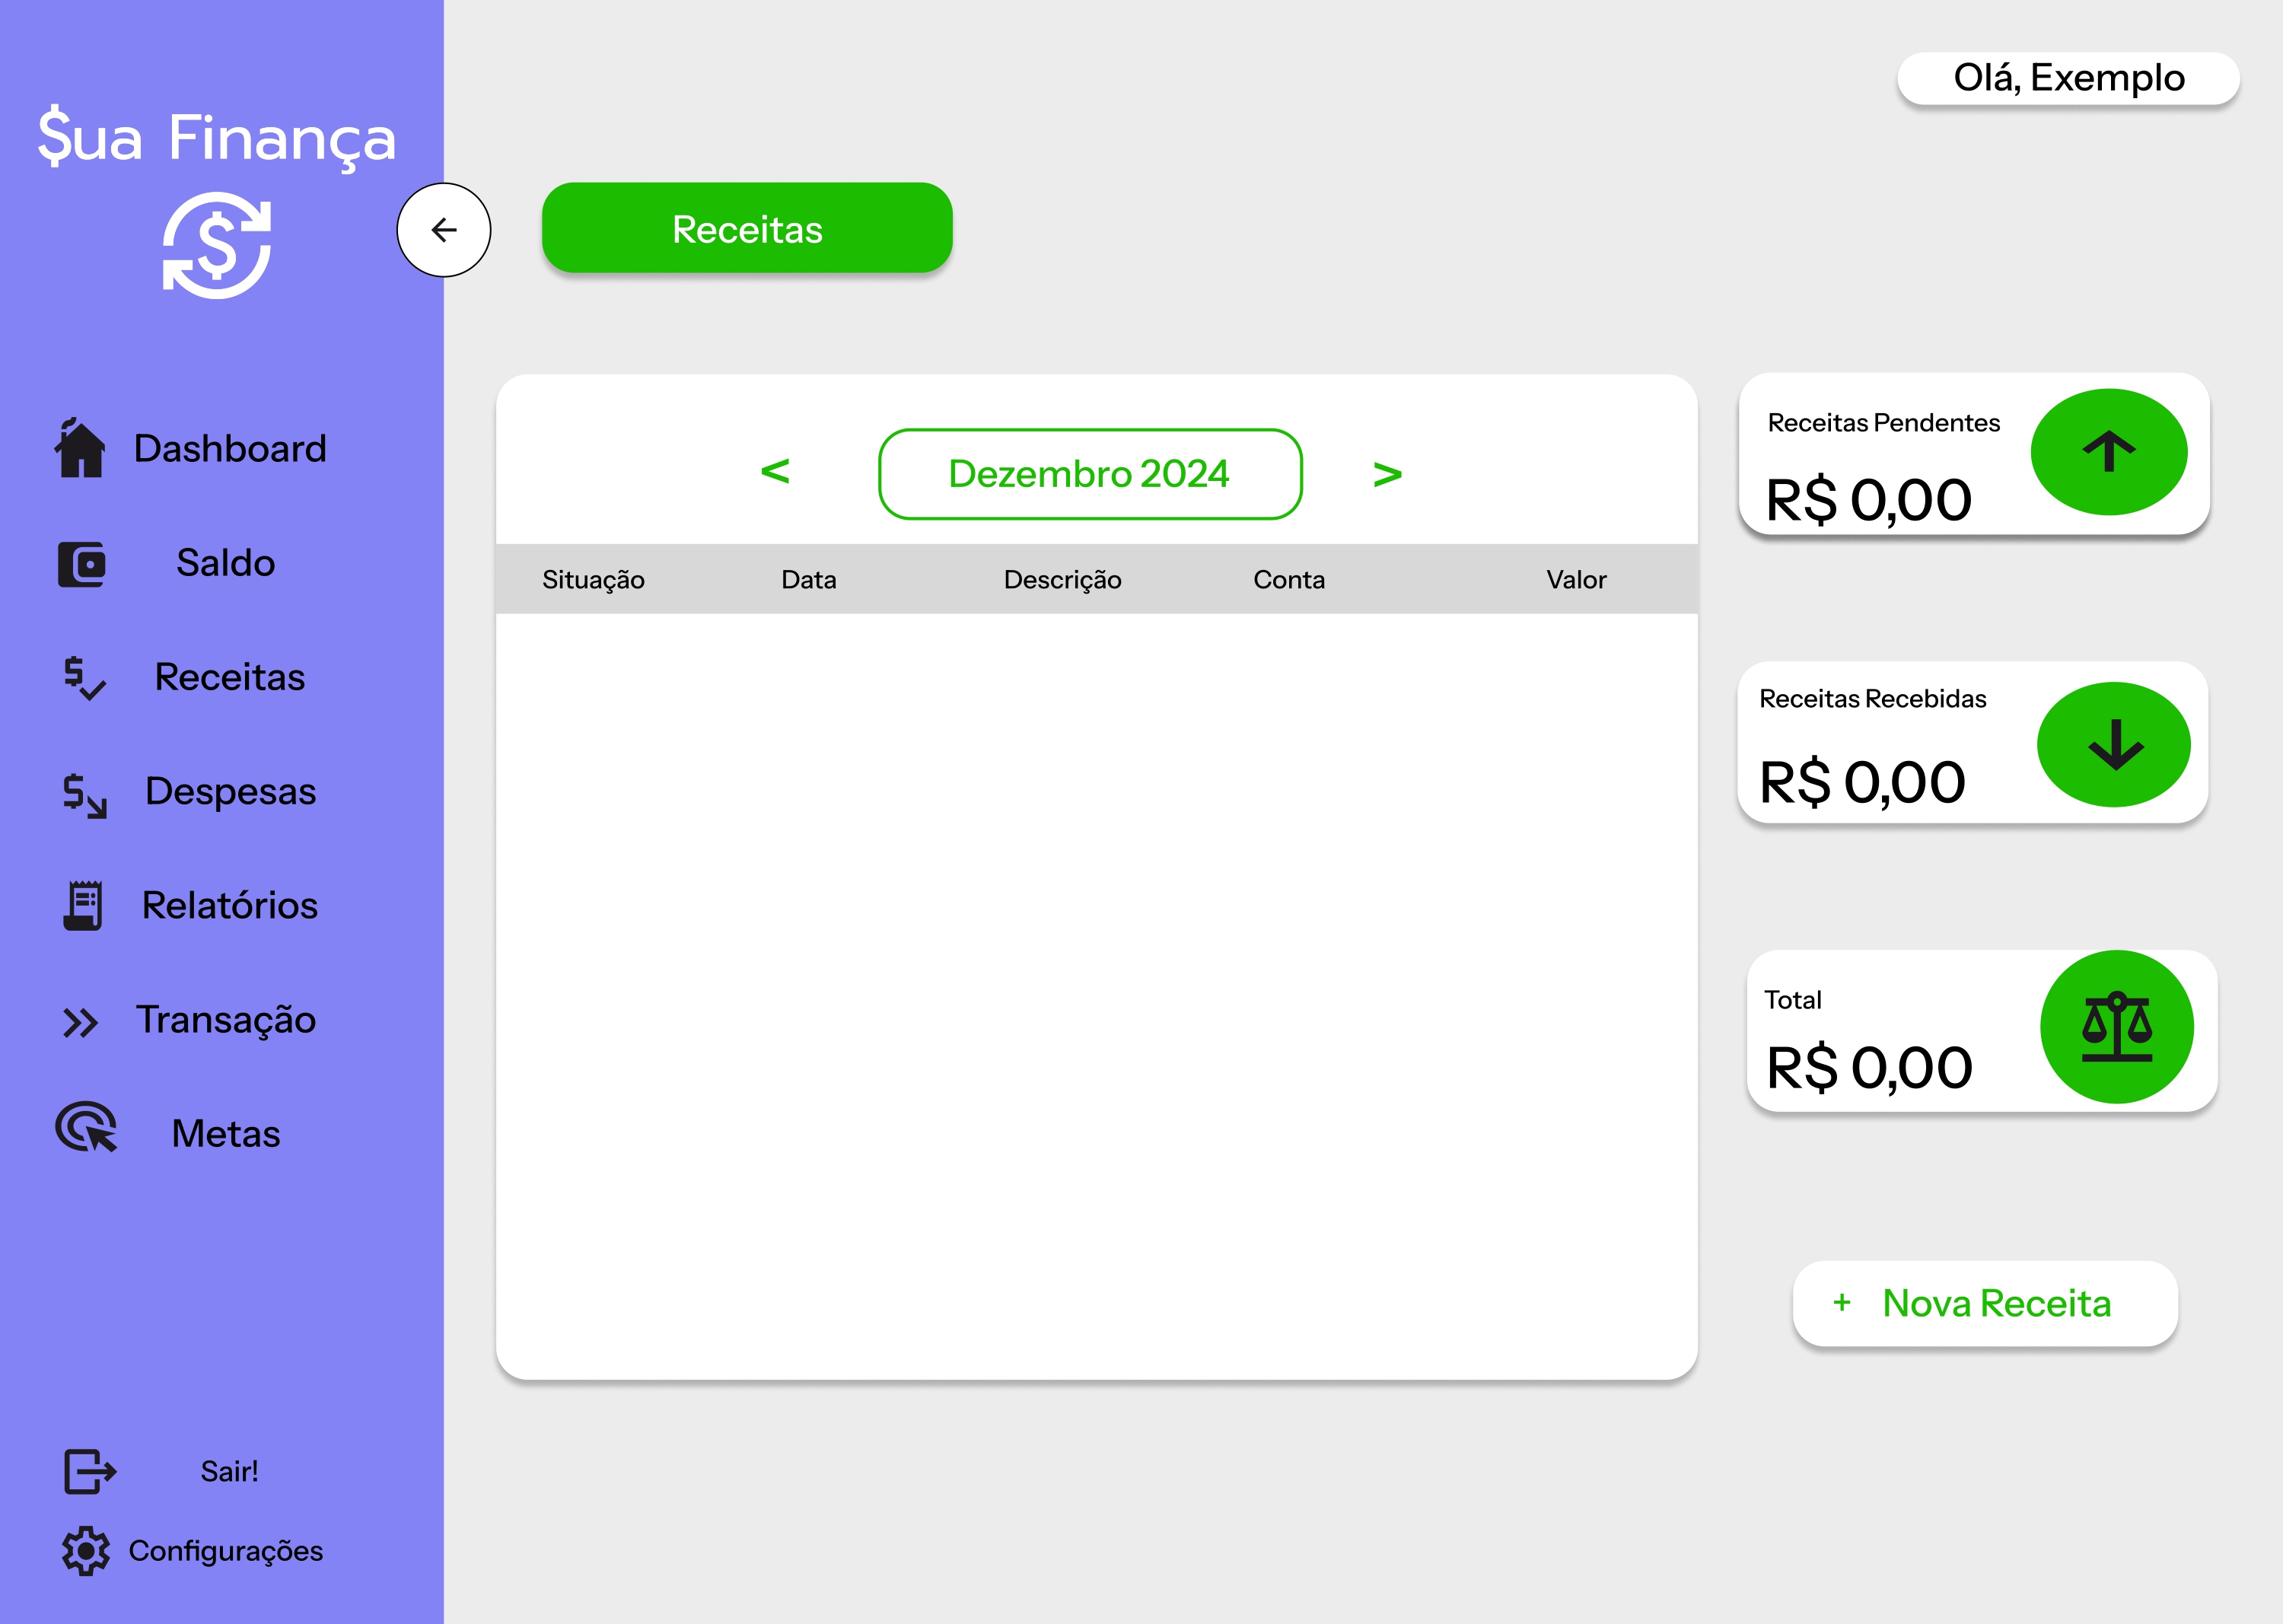 $ua Finança
Dashboard
Saldo
Receitas
Despesas
Relatórios
Transação
Metas
Sair!
Configurações
Olá, Exemplo
Receitas
< Dezembro 2024 >
Situação Data Descrição Conta Valor
Receitas Pendentes
R$ 0,00
Receitas Recebidas
R$ 0,00
Total
R$ 0,00
+ Nova Receita